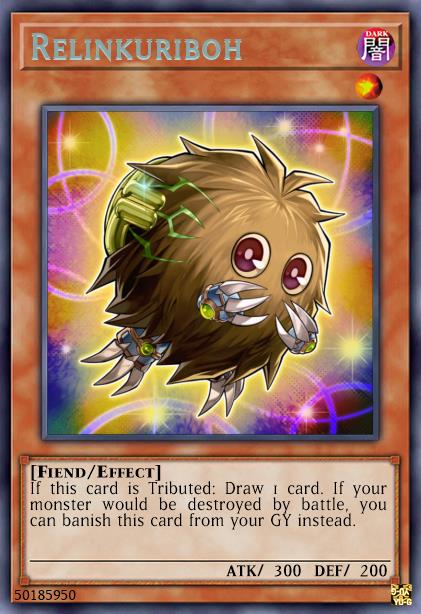 RELINKURIBOH
DARK
闇
[FIEND/EFFECT]
If this card is Tributed: Draw 1 card. If your
monster would be destroyed by battle, you
can banish this card from your GY instead.
ATK/ 300 DEF/ 200
50185950